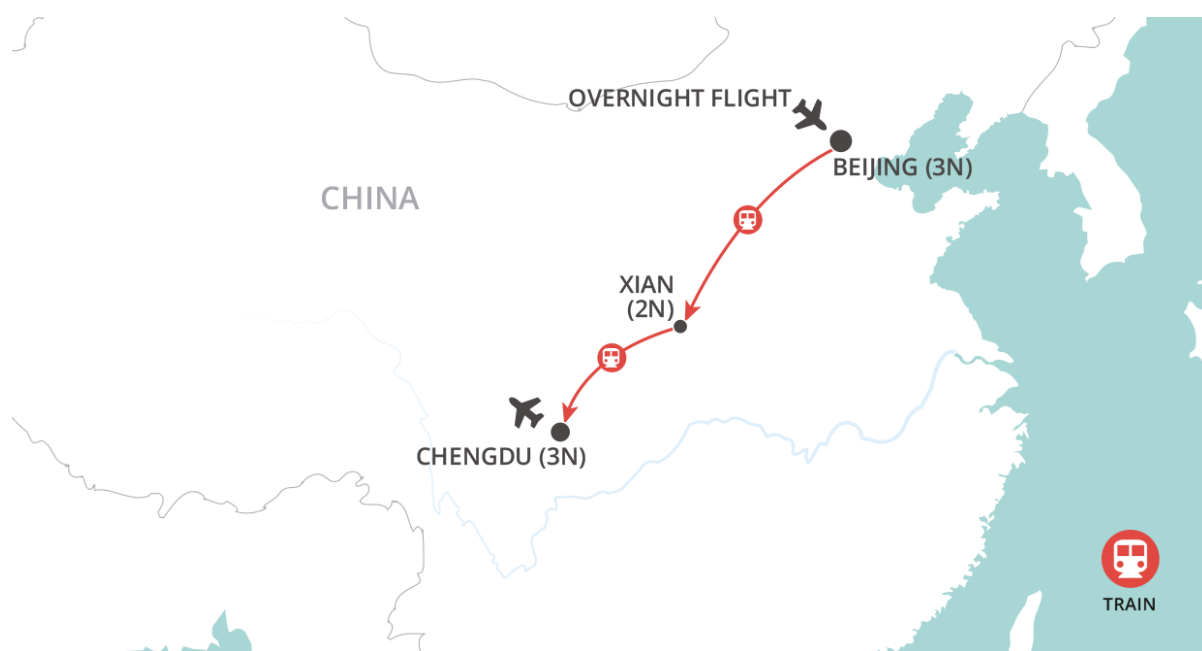 OVERNIGHT FLIGHT
BEIJING (3N)
CHINA
XIAN
(2N)
CHENGDU (3N)
TRAIN